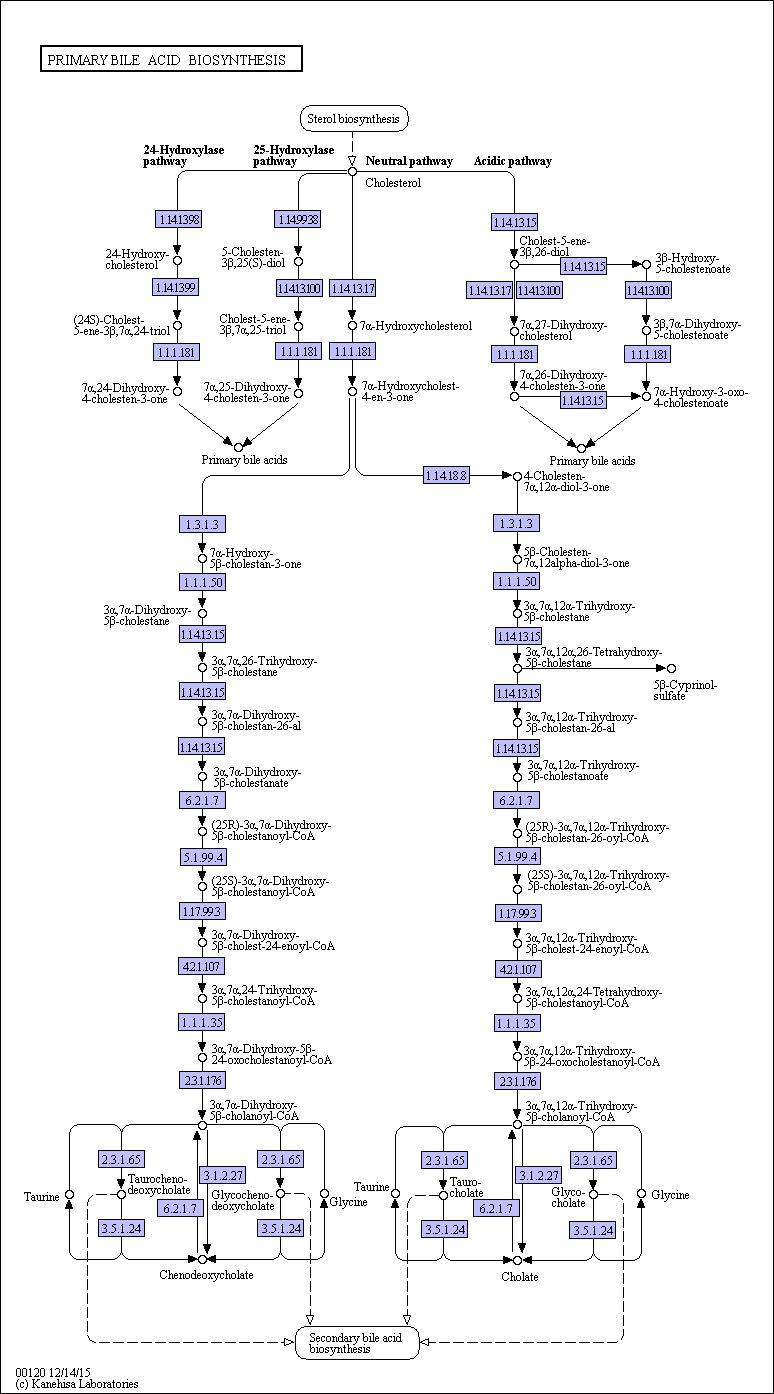 PRIMARY BILE ACID BIOSYNTHESIS
Sterol biosynthesis
24-Hydroxylase
pathway
25-Hydroxylase
pathway
Neutral pathway
Acidic pathway
Cholesterol
1.14.1398
1.14.9938
1.14.13.15
24-Hydroxy-
cholesterol
5-Cholesten-
3β,25(S)-diol
Cholest-5-ene-
3β,26-diol
1.14.13.15
3β-Hydroxy-
5-cholestenoate
1.14.1399
1.1413.100
1.14.13.17
1.14.13.17
1.1413.100
1.1413.100
(24S)-Cholest-
5-ene-3β,7α,24-triol
Cholest-5-ene-
3β,7α,25-triol
7α-Hydroxycholesterol
7α,27-Dihydroxy-
cholesterol
3β,7α-Dihydroxy-
5-cholestenoate
1.1.1.181
1.1.1.181
1.1.1.181
1.1.1.181
1.1.1.181
7α,24-Dihydroxy-
4-cholesten-3-one
7α,25-Dihydroxy-
4-cholesten-3-one
7α-Hydroxycholest-
4-en-3-one
7α,26-Dihydroxy-
4-cholesten-3-one
1.14.13.15
7α-Hydroxy-3-oxo-
4-cholestenoate
Primary bile acids
Primary bile acids
1.14.18.8
4-Cholesten-
7α,12α-diol-3-one
1.3.1.3
1.3.1.3
7α-Hydroxy-
5β-cholestan-3-one
5β-Cholesten-
7α,12alpha-diol-3-one
1.1.1.50
1.1.1.50
3α,7α-Dihydroxy-
5β-cholestane
3α,7α,12α-Trihydroxy-
5β-cholestane
1.14.13.15
1.14.13.15
3α,7α,26-Trihydroxy-
5β-cholestane
3α,7α,12α,26-Tetrahydroxy-
5β-cholestane
5β-Cyprinol-
sulfate
1.14.13.15
1.14.13.15
3α,7α-Dihydroxy-
5β-cholestan-26-al
3α,7α,12α-Trihydroxy-
5β-cholestan-26-al
1.14.13.15
1.14.13.15
3α,7α-Dihydroxy-
5β-cholestanate
3α,7α,12α-Trihydroxy-
5β-cholestanoate
6.2.1.7
6.2.1.7
(25R)-3α,7α-Dihydroxy-
5β-cholestanoyl-CoA
(25R)-3α,7α,12α-Trihydroxy-
5β-cholestan-26-oyl-CoA
5.1.99.4
5.1.99.4
(25S)-3α,7α-Dihydroxy-
5β-cholestanoyl-CoA
(25S)-3α,7α,12α-Trihydroxy-
5β-cholestan-26-oyl-CoA
1.17.99.3
1.17.99.3
3α,7α-Dihydroxy-
5β-cholest-24-enoyl-CoA
3α,7α,12α-Trihydroxy-
5β-cholest-24-enoyl-CoA
4.2.1.107
4.2.1.107
3α,7α,24-Trihydroxy-
5β-cholestanoyl-CoA
3α,7α,12α,24-Tetrahydroxy-
5β-cholestanoyl-CoA
1.1.1.35
1.1.1.35
3α,7α-Dihydroxy-5β-
24-oxocholestanoyl-CoA
3α,7α,12α-Trihydroxy-
5β-24-oxocholestanoyl-CoA
2.3.1.176
2.3.1.176
3α,7α-Dihydroxy-
5β-cholanoyl-CoA
3α,7α,12α-Trihydroxy-
5β-cholanoyl-CoA
2.3.1.65
2.3.1.65
2.3.1.65
2.3.1.65
3.1.2.27
3.1.2.27
Taurine
Taurocheno-
deoxycholate
Glycocheno-
deoxycholate
Glycine
Taurine
Tauro-
cholate
Glyco-
cholate
Glycine
6.2.1.7
6.2.1.7
3.5.1.24
3.5.1.24
3.5.1.24
3.5.1.24
Chenodeoxycholate
Cholate
Secondary bile acid
biosynthesis
00120 12/14/15
(c) Kanehisa Laboratories